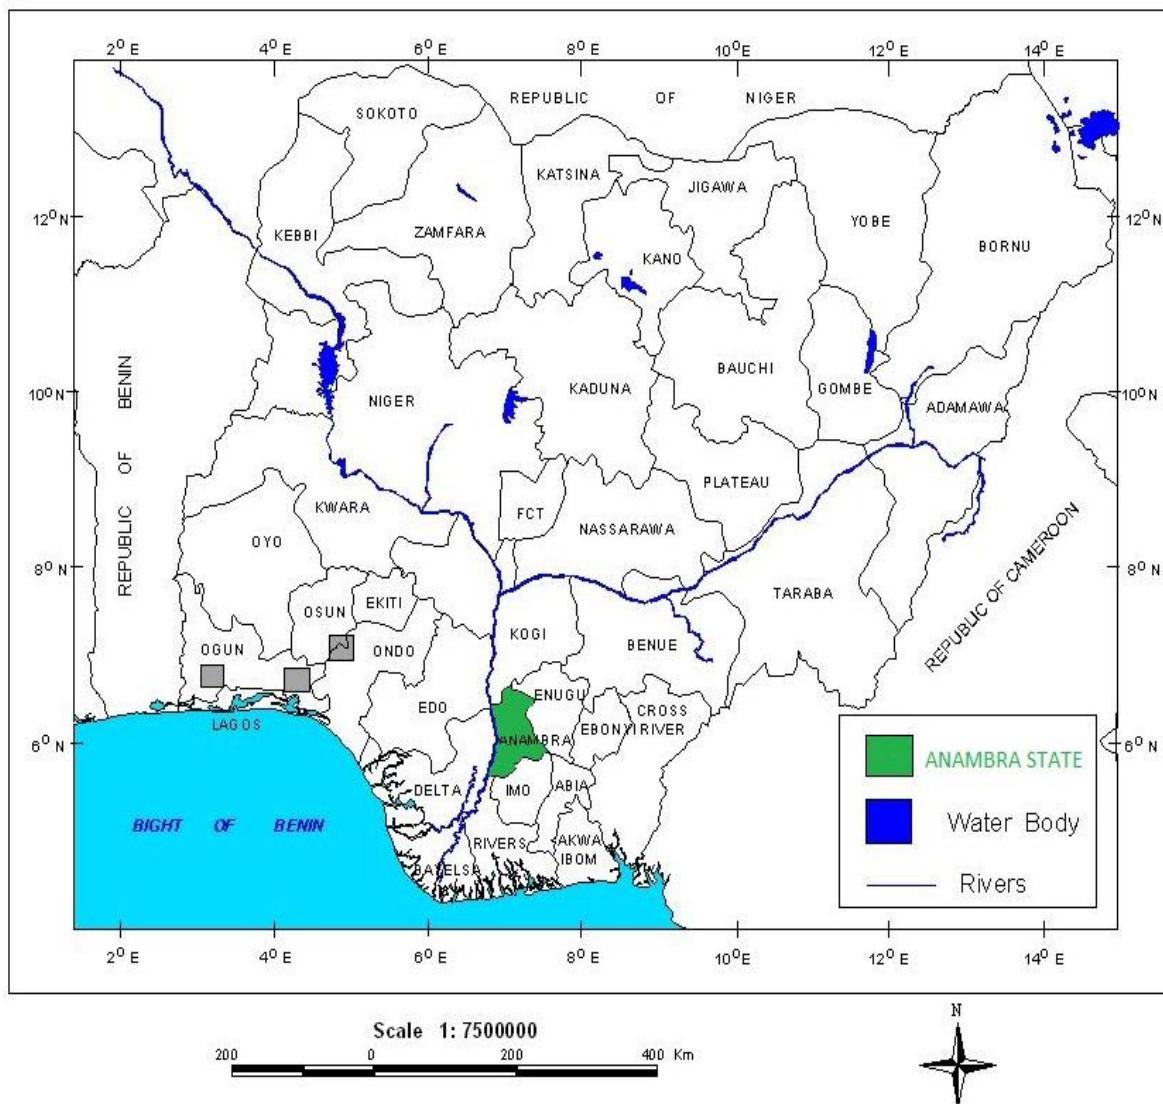 2° E 4° E 6° E 8° E 10° E 12° E 14° E
REPUBLIC OF NIGER
SOKOTO
KATSINA
JIGAWA
12° N
12° N
YOBE
KEBBI
ZAMFARA
BORNU
KANO
BAUCHI
KADUNA
GOMBE
10° N
10° N
NIGER
ADAMAWA
REPUBLIC OF BENIN
PLATEAU
KWARA
FCT
NASSARAWA
OYO
8° N
8° N
REPUBLIC OF CAMEROON
TARABA
EKITI
OSUN
KOGI
BENUE
OGUN
ONDO
ENUGU
EDO
CROSS
RIVER
EBONYI
LAGOS
ANAMBRA
6° N
6° N
ANAMBRA STATE
DELTA
IMO
ABIA
BIGHT OF BENIN
Water Body
RIVERS
AKWA
IBOM
BAYELSA
Rivers
2° E 4° E 6° E 8° E 10° E 12° E 14° E
Scale 1: 7500000
200 0 200 400 Km
N